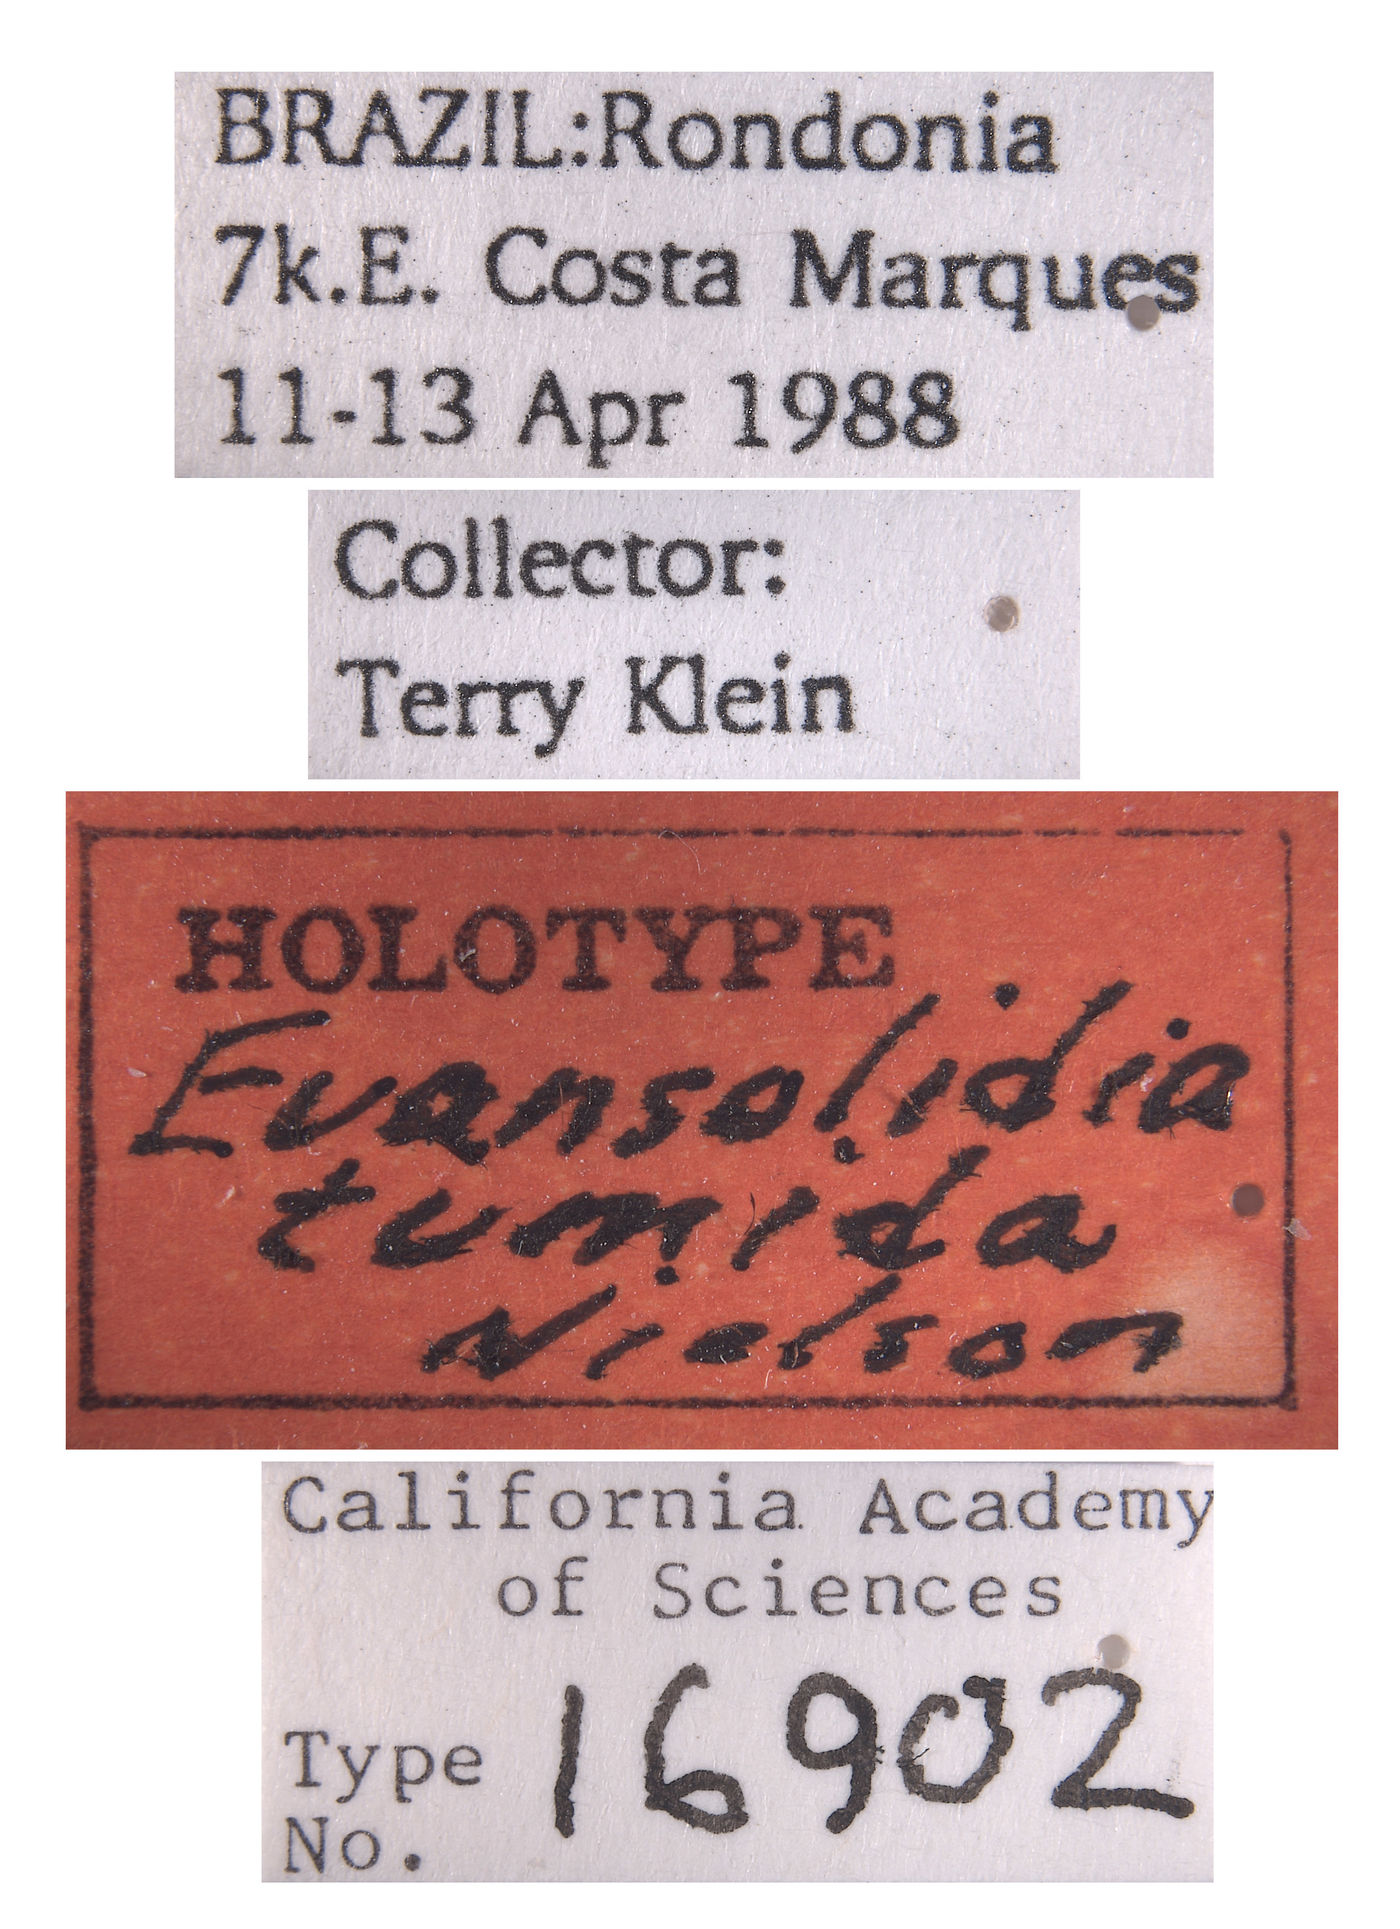 BRAZIL:Rondonia
7k.E. Costa Marques
11-13 Apr 1988
Collector:
Terry Klein
HOLOTYPE
Evansolidia
tumida
Nielson
California Academy
of Sciences
Type
No. 16902